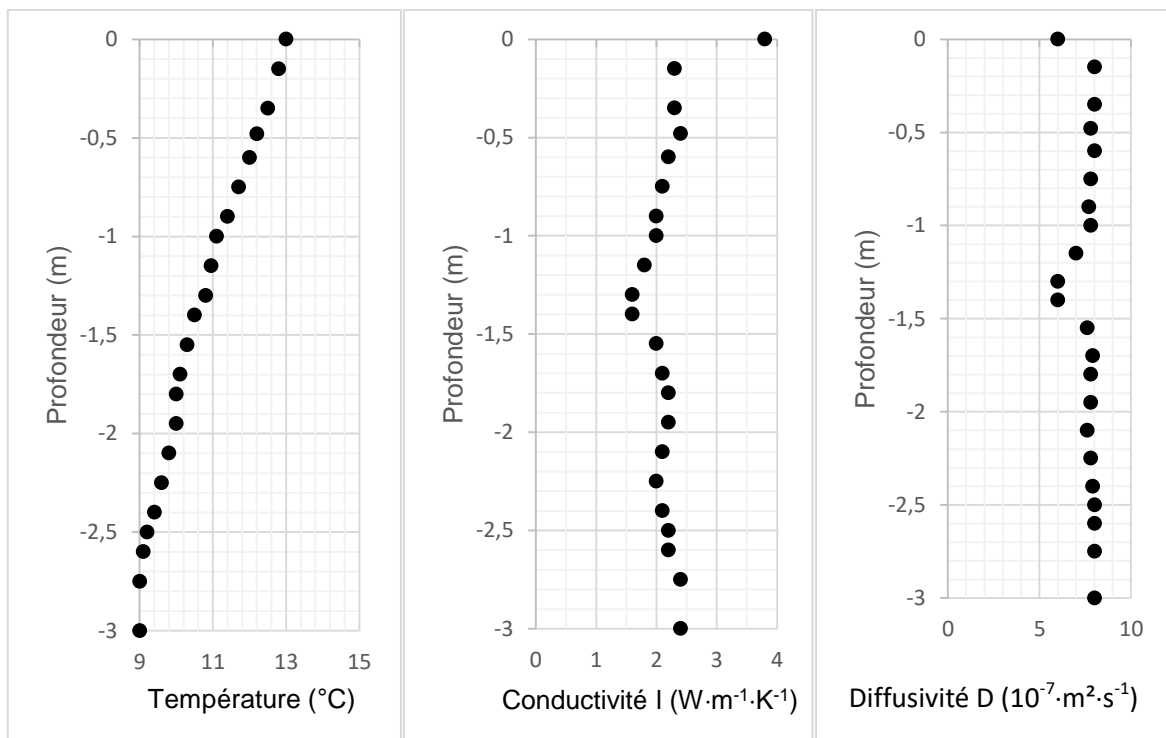 Profondeur (m)
0
-0,5
-1
-1,5
-2
-2,5
-3
9 11 13 15
Température (°C)
Profondeur (m)
0
-0,5
-1
-1,5
-2
-2,5
-3
0 1 2 3 4
Conductivité l (W·m⁻¹·K⁻¹)
Profondeur (m)
0
-0,5
-1
-1,5
-2
-2,5
-3
0 5 10
Diffusivité D (10⁻⁷·m²·s⁻¹)